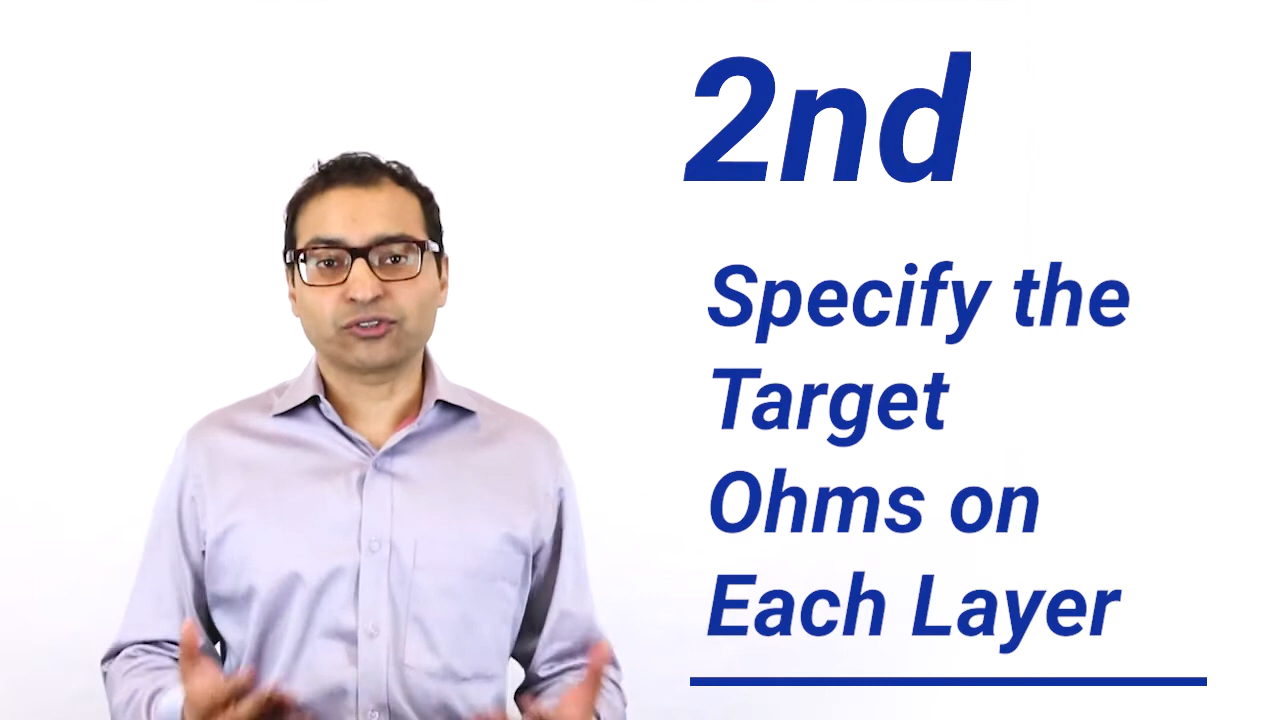 2nd
Specify the
Target
Ohms on
Each Layer